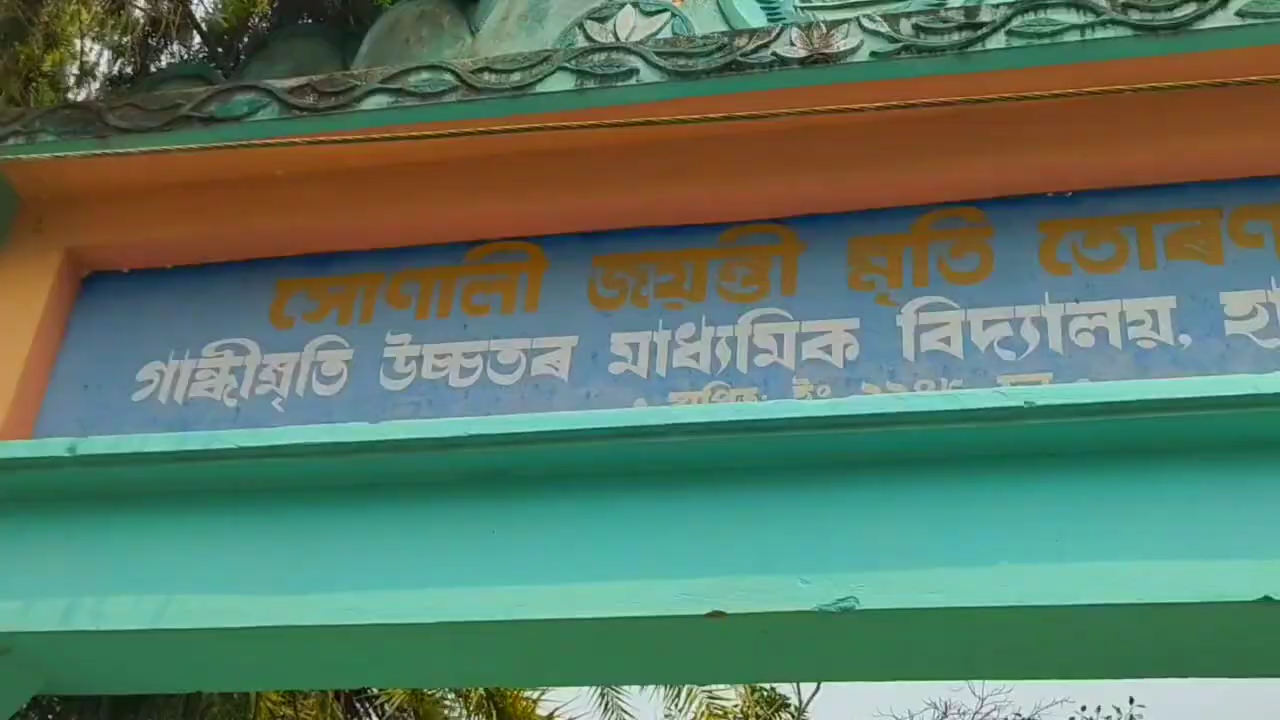 সোণালী জয়ন্তী স্মৃতি তোৰণ
গান্ধীস্মৃতি উচ্চতৰ মাধ্যমিক বিদ্যালয়,